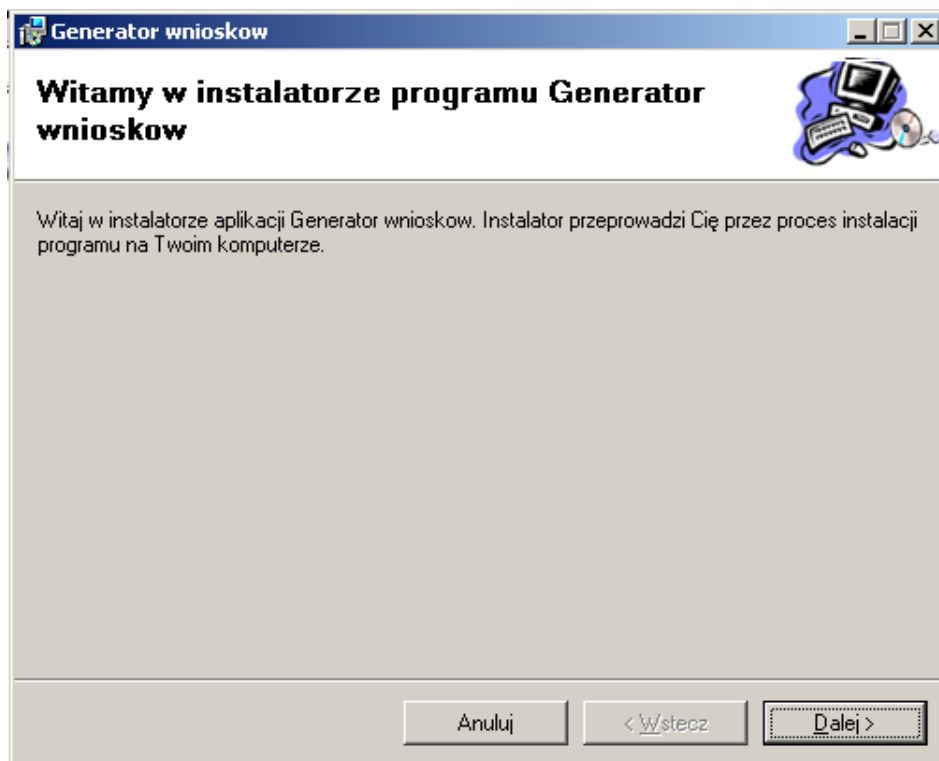 Generator wnioskow
Witamy w instalatorze programu Generator
wnioskow
Witaj w instalatorze aplikacji Generator wnioskow. Instalator przeprowadzi Cię przez proces instalacji
programu na Twoim komputerze.
Anuluj
< Wstecz
Dalej >